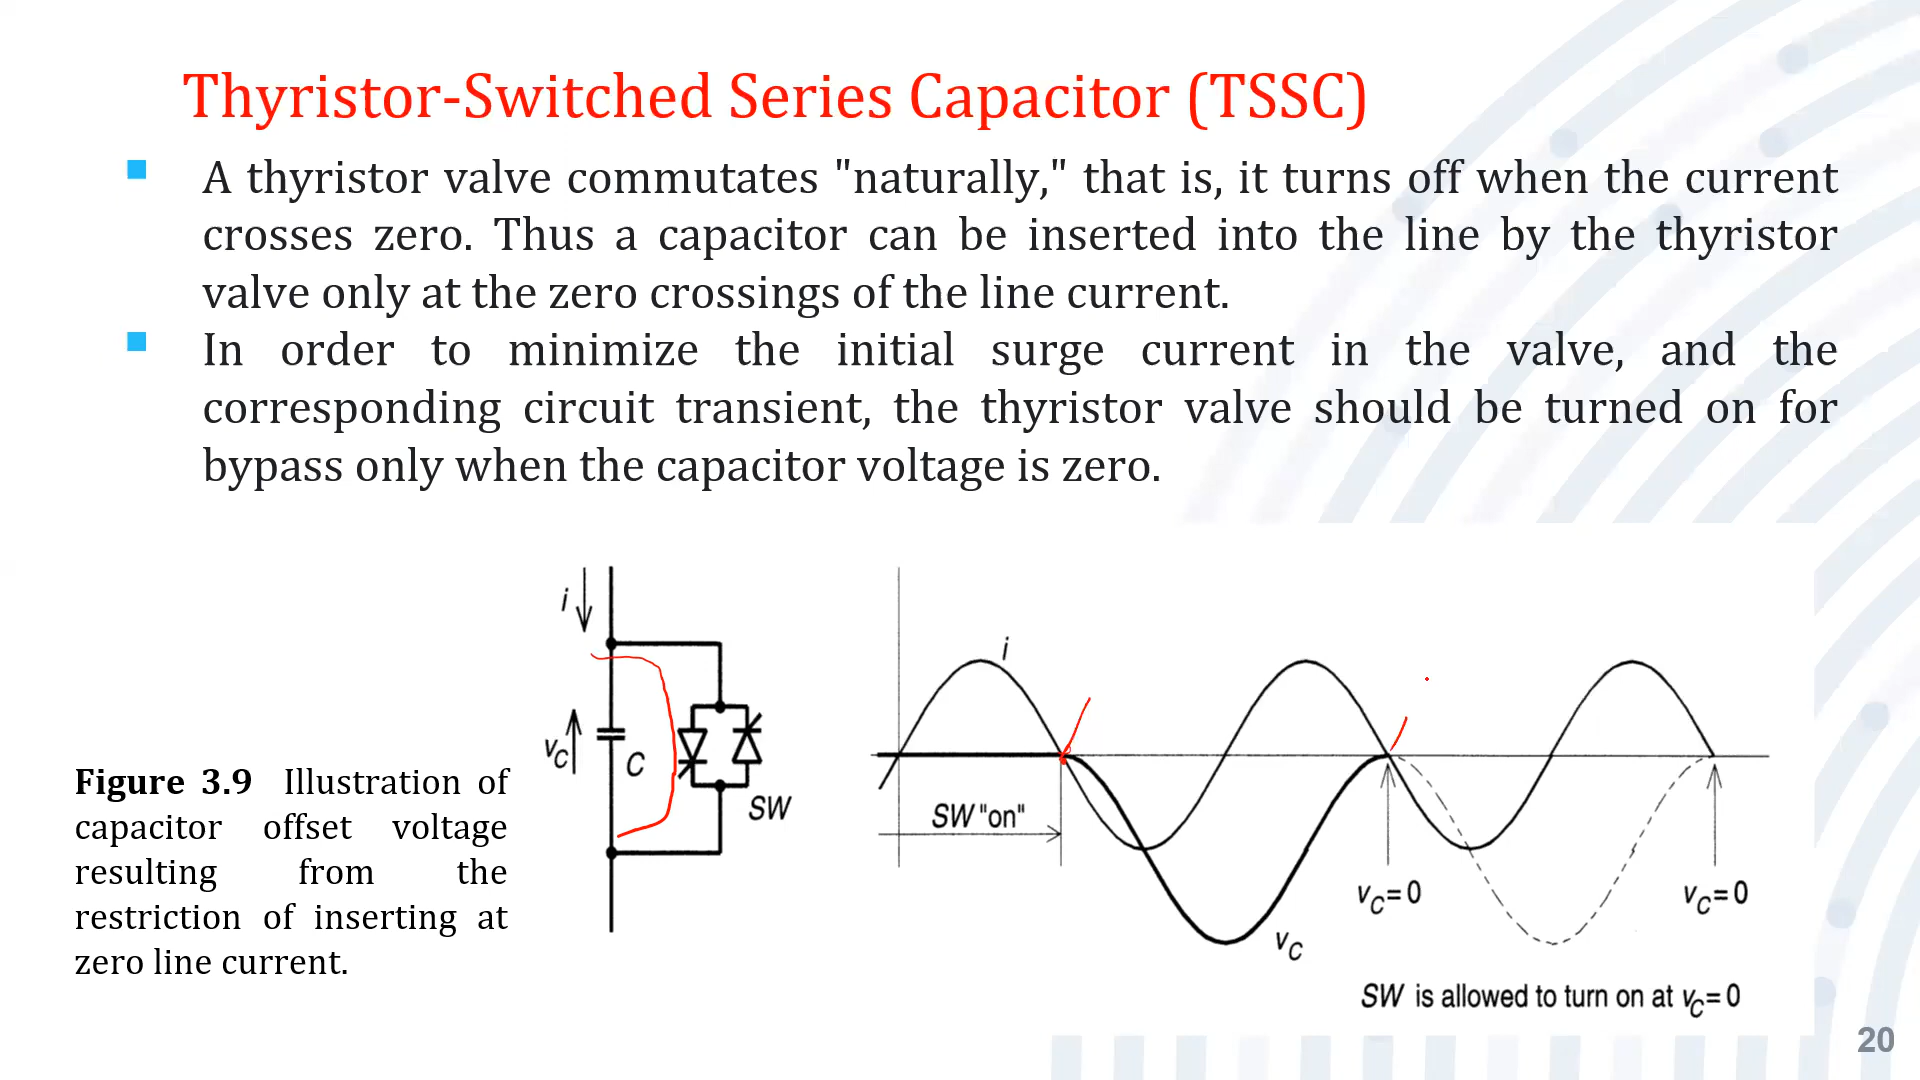 Thyristor-Switched Series Capacitor (TSSC)
A thyristor valve commutates "naturally," that is, it turns off when the current
crosses zero. Thus a capacitor can be inserted into the line by the thyristor
valve only at the zero crossings of the line current.
In order to minimize the initial surge current in the valve, and the
corresponding circuit transient, the thyristor valve should be turned on for
bypass only when the capacitor voltage is zero.
i
vC
C
SW
Figure 3.9 Illustration of
capacitor offset voltage
resulting from the
restriction of inserting at
zero line current.
i
SW "on"
vC
vC=0
vC=0
SW is allowed to turn on at vC=0
20